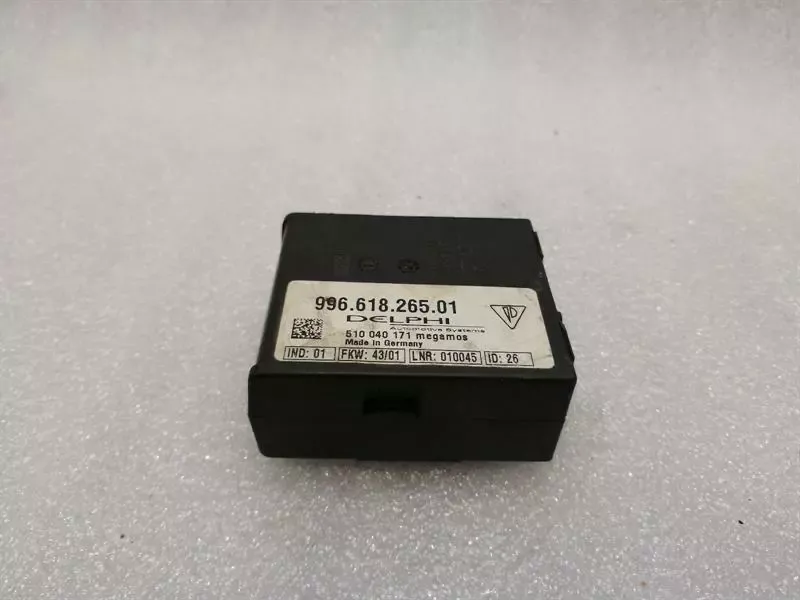 996.618.265.01
DELPHI
Automotive Systems
510 040 171 megamos
Made in Germany
IND: 01 FKW: 43/01 LNR: 010045 ID: 26